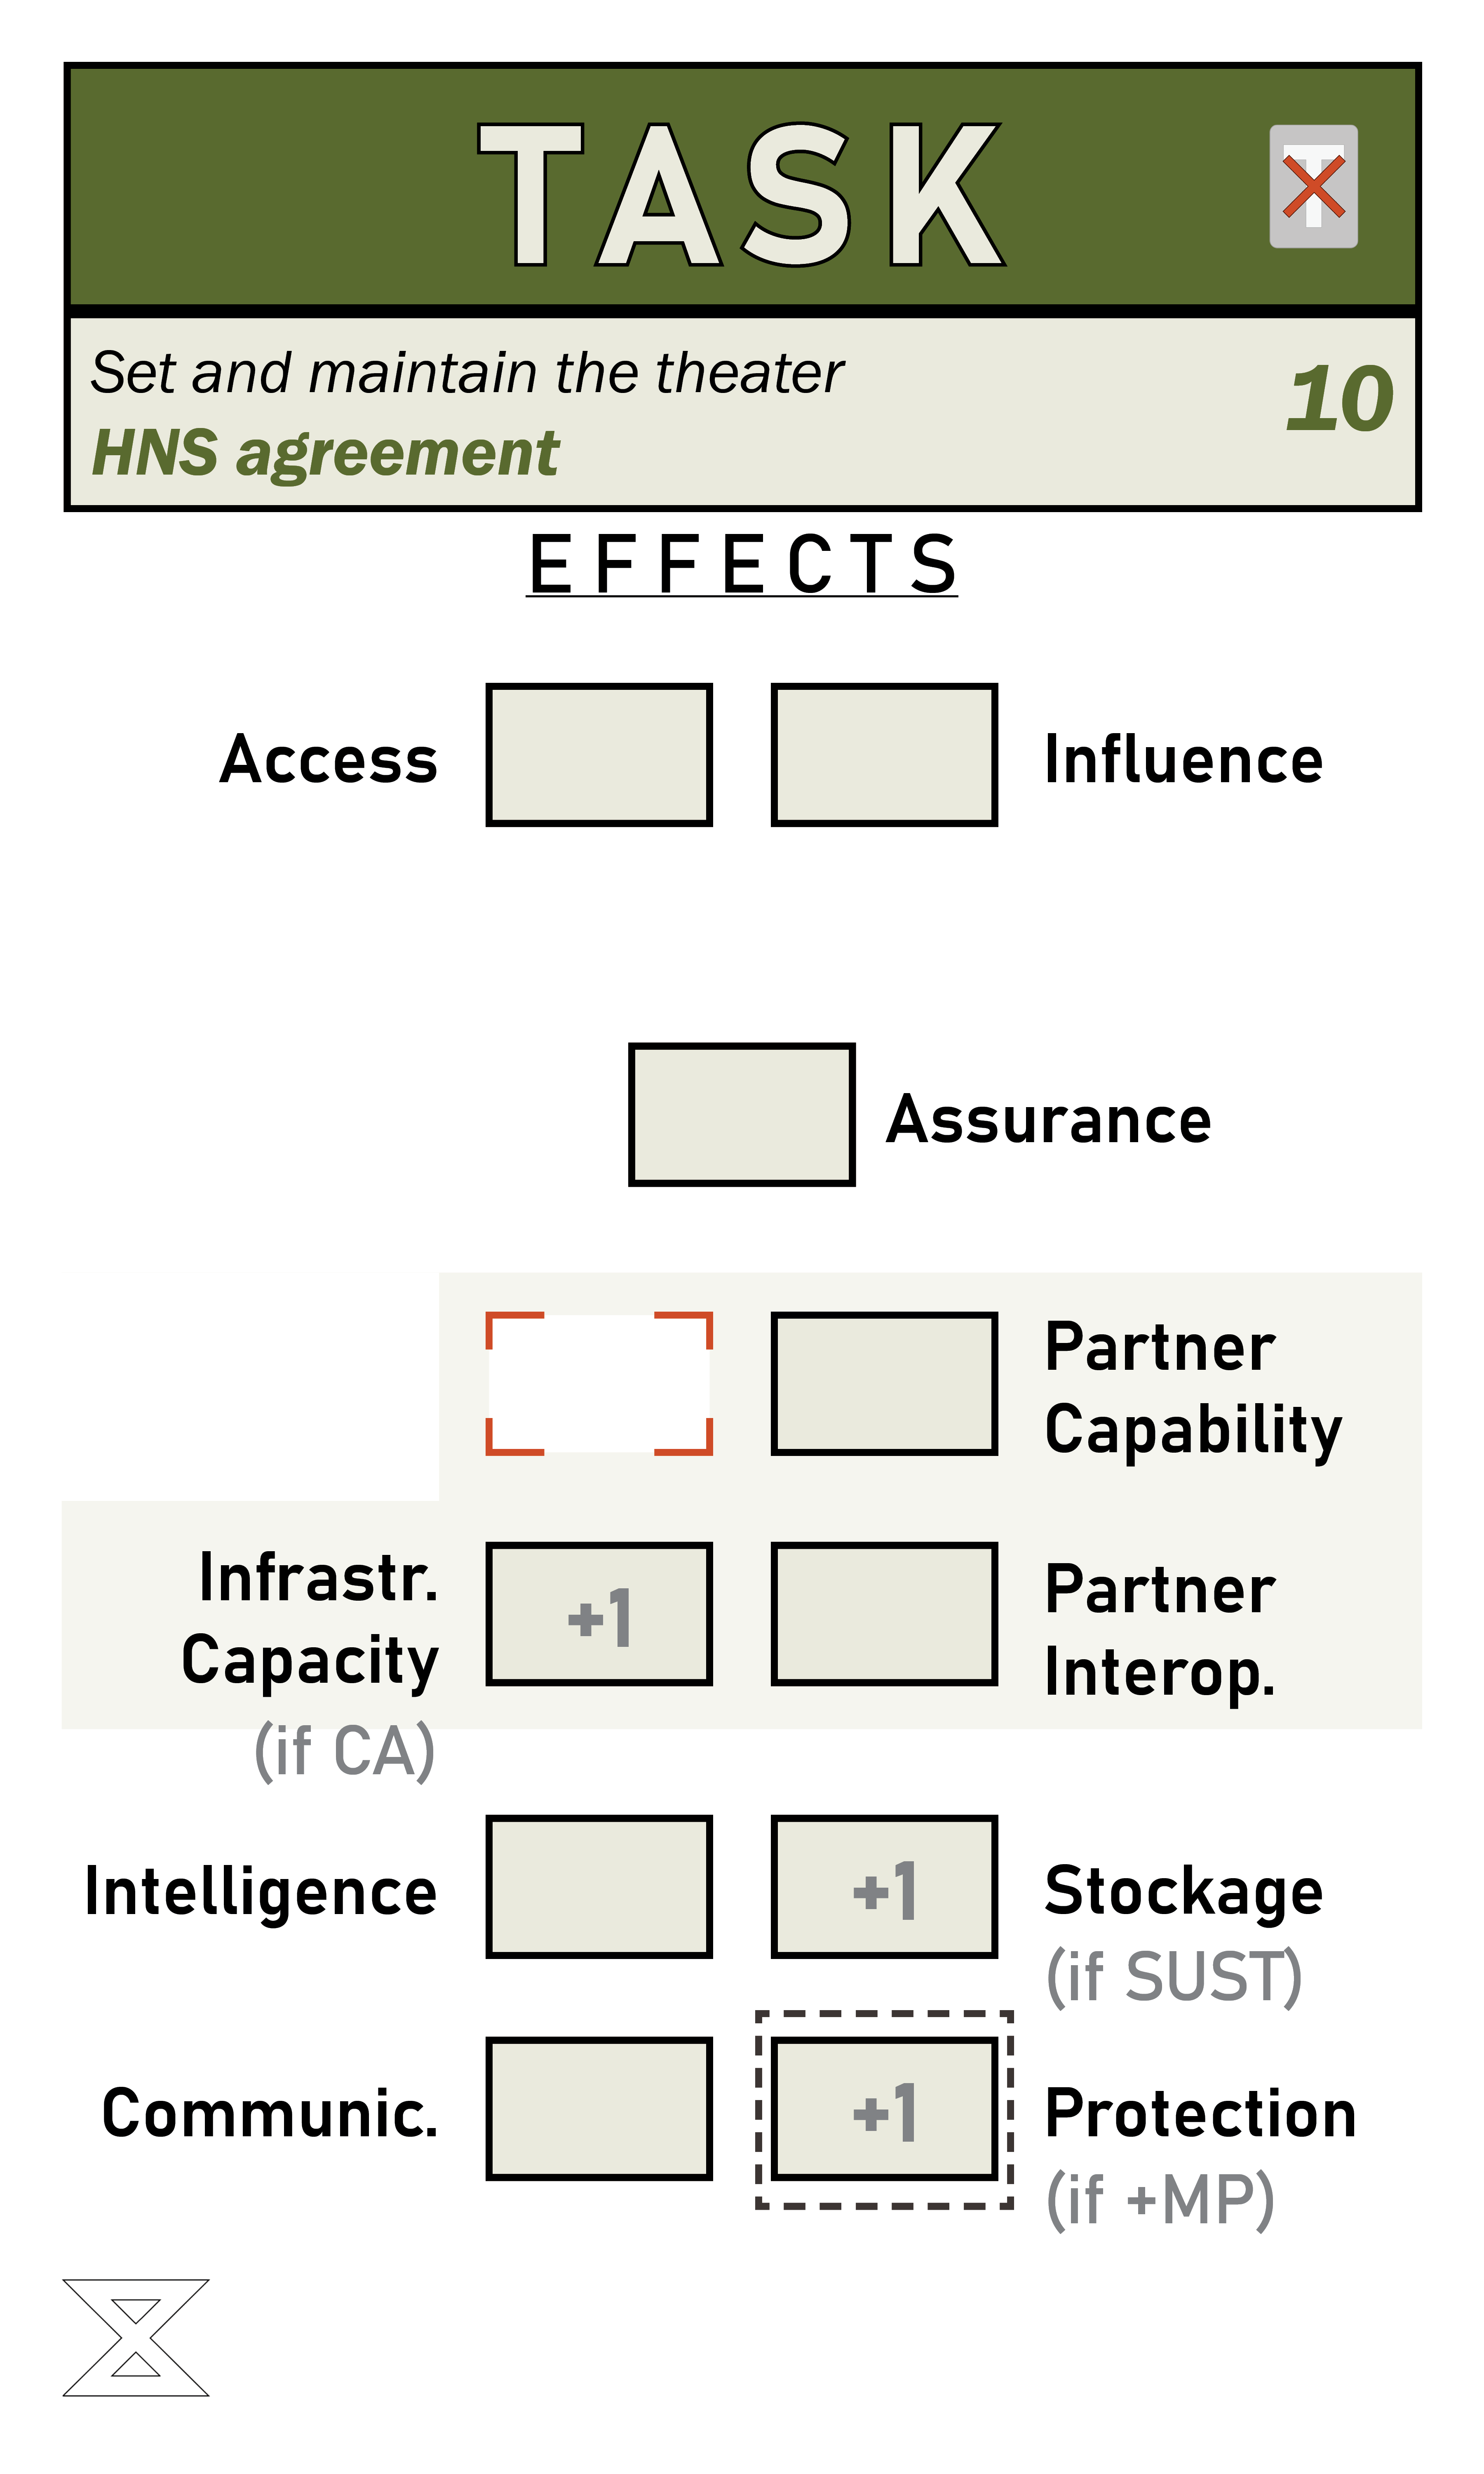 TASK
T
Set and maintain the theater
10
HNS agreement
EFFECTS
Access
Influence
Assurance
Partner
Capability
Infrastr.
Capacity
+1
(if CA)
Partner
Interop.
Intelligence
+1
Stockage
(if SUST)
Communic.
+1
Protection
(if +MP)